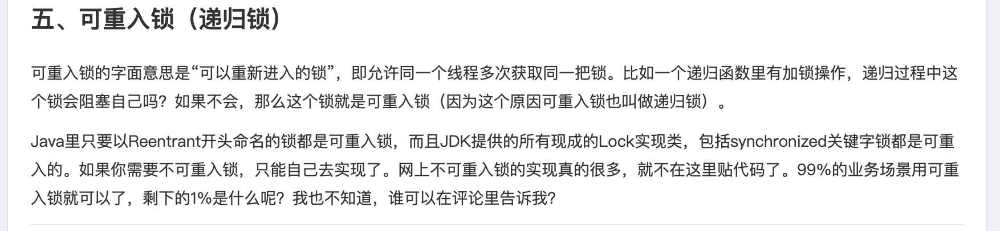 五、可重入锁（递归锁）
可重入锁的字面意思是“可以重新进入的锁”，即允许同一个线程多次获取同一把锁。比如一个递归函数里有加锁操作，递归过程中这
个锁会阻塞自己吗？如果不会，那么这个锁就是可重入锁（因为这个原因可重入锁也叫做递归锁）。
Java里只要以Reentrant开头命名的锁都是可重入锁，而且JDK提供的所有现成的Lock实现类，包括synchronized关键字锁都是可重
入的。如果你需要不可重入锁，只能自己去实现了。网上不可重入锁的实现真的很多，就不在这里贴代码了。99%的业务场景用可重
入锁就可以了，剩下的1%是什么呢？我也不知道，谁可以在评论里告诉我？